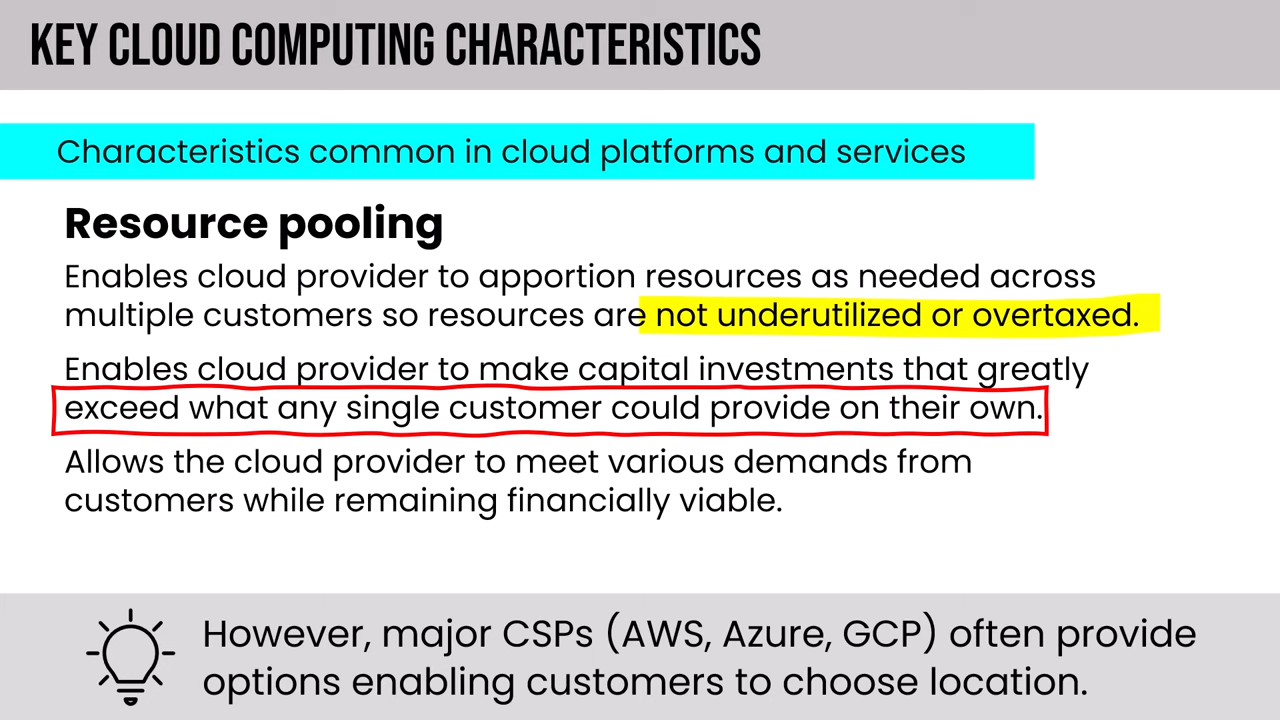 KEY CLOUD COMPUTING CHARACTERISTICS
Characteristics common in cloud platforms and services
Resource pooling
Enables cloud provider to apportion resources as needed across
multiple customers so resources are not underutilized or overtaxed.
Enables cloud provider to make capital investments that greatly
exceed what any single customer could provide on their own.
Allows the cloud provider to meet various demands from
customers while remaining financially viable.
However, major CSPs (AWS, Azure, GCP) often provide
options enabling customers to choose location.